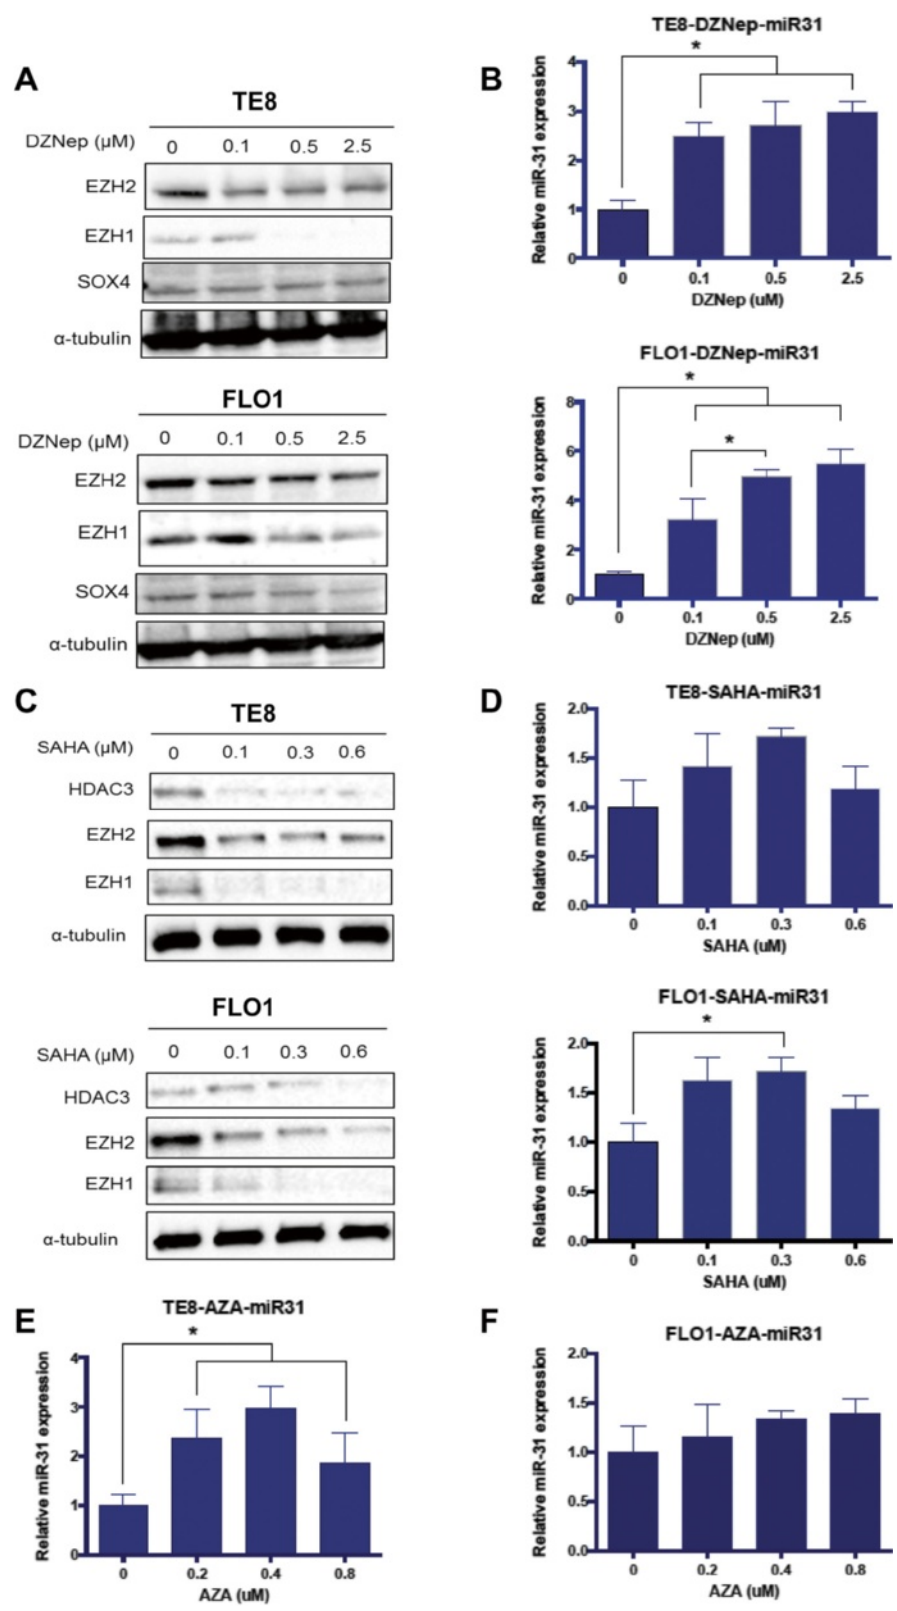 A
TE8
DZNep (µM) 0 0.1 0.5 2.5
EZH2
EZH1
SOX4
α-tubulin
FLO1
DZNep (µM) 0 0.1 0.5 2.5
EZH2
EZH1
SOX4
α-tubulin
B
TE8-DZNep-miR31
*
Relative miR-31 expression
4
3
2
1
0
0 0.1 0.5 2.5
DZNep (uM)
FLO1-DZNep-miR31
*
*
Relative miR-31 expression
8
6
4
2
0
0 0.1 0.5 2.5
DZNep (uM)
C
TE8
SAHA (µM) 0 0.1 0.3 0.6
HDAC3
EZH2
EZH1
α-tubulin
FLO1
SAHA (µM) 0 0.1 0.3 0.6
HDAC3
EZH2
EZH1
α-tubulin
D
TE8-SAHA-miR31
Relative miR-31 expression
2.0
1.5
1.0
0.5
0.0
0 0.1 0.3 0.6
SAHA (uM)
FLO1-SAHA-miR31
*
Relative miR-31 expression
2.0
1.5
1.0
0.5
0.0
0 0.1 0.3 0.6
SAHA (uM)
E
TE8-AZA-miR31
*
Relative miR-31 expression
4
3
2
1
0
0 0.2 0.4 0.8
AZA (uM)
F
FLO1-AZA-miR31
Relative miR-31 expression
2.0
1.5
1.0
0.5
0.0
0 0.2 0.4 0.8
AZA (uM)